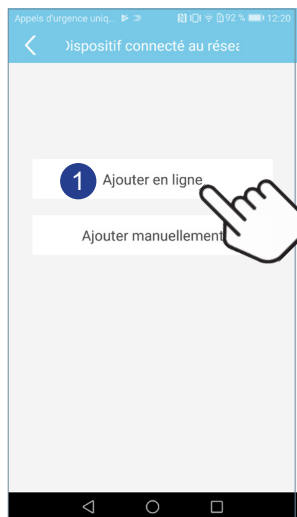 Appels d'urgence uniq... 92 % 12:20
Dispositif connecté au résea
1 Ajouter en ligne
Ajouter manuellement